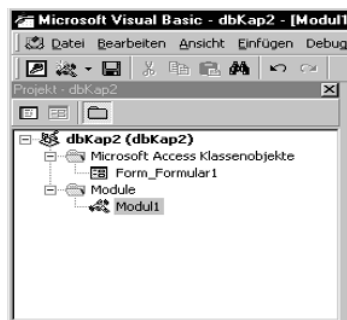 Microsoft Visual Basic - dbKap2 - [Modul1
Datei Bearbeiten Ansicht Einfügen Debug
Projekt - dbKap2
dbKap2 (dbKap2)
Microsoft Access Klassenobjekte
Form_Formular1
Module
Modul1